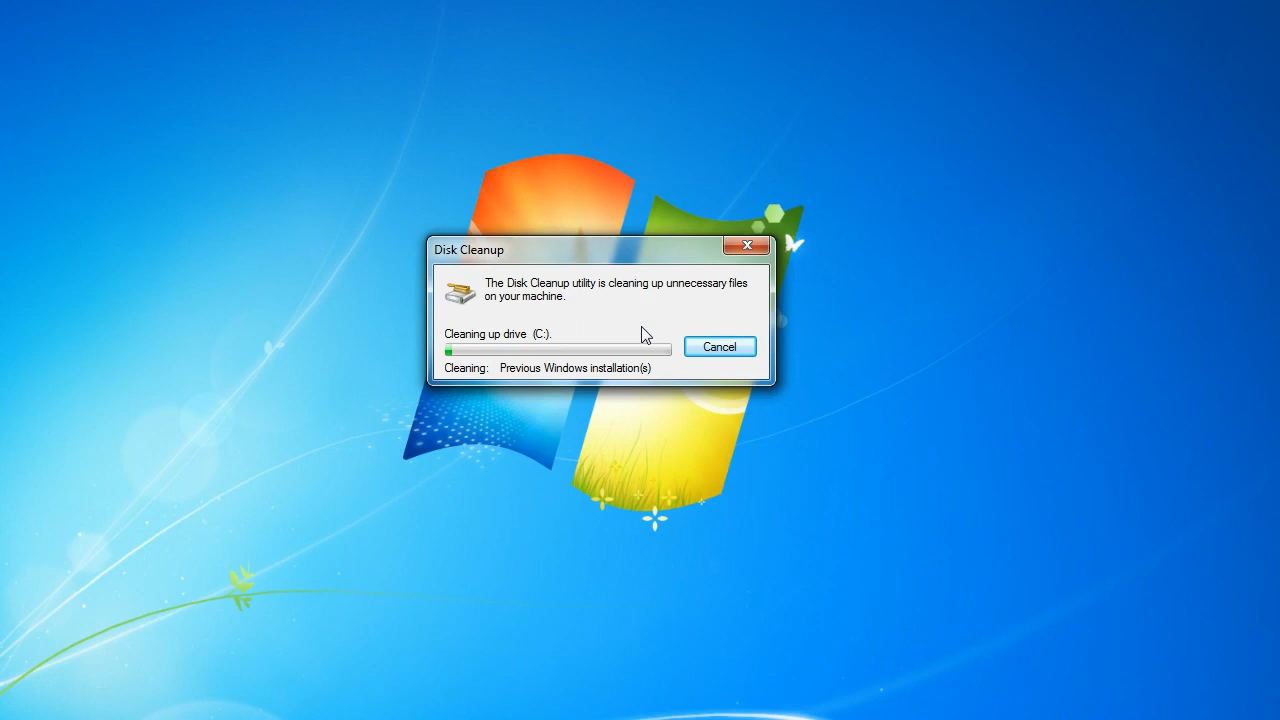 Disk Cleanup
The Disk Cleanup utility is cleaning up unnecessary files
on your machine.
Cleaning up drive  (C:).
Cancel
Cleaning:   Previous Windows installation(s)